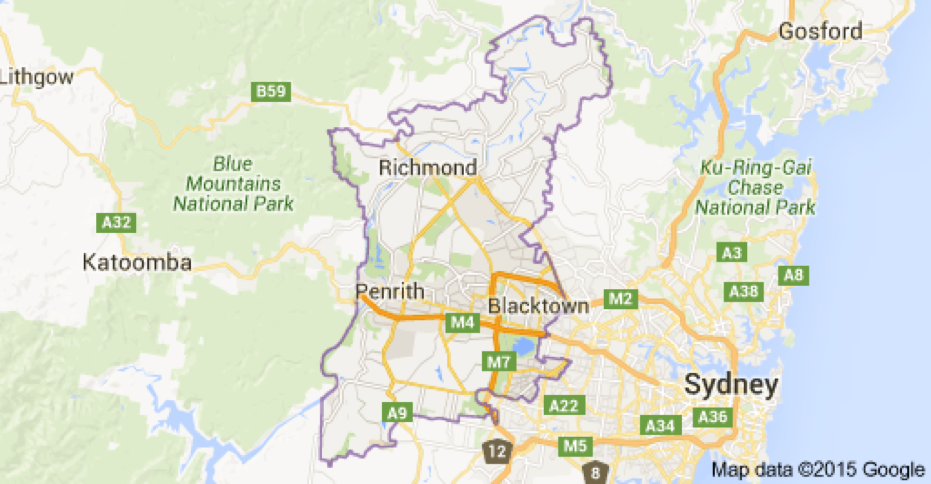 Gosford
Lithgow
B59
Blue
Mountains
National Park
Richmond
Ku-Ring-Gai
Chase
National Park
A32
Katoomba
A3
A8
A38
Penrith
Blacktown
M2
M4
M7
Sydney
A9
A22
A34
A36
M5
12
8
Map data ©2015 Google